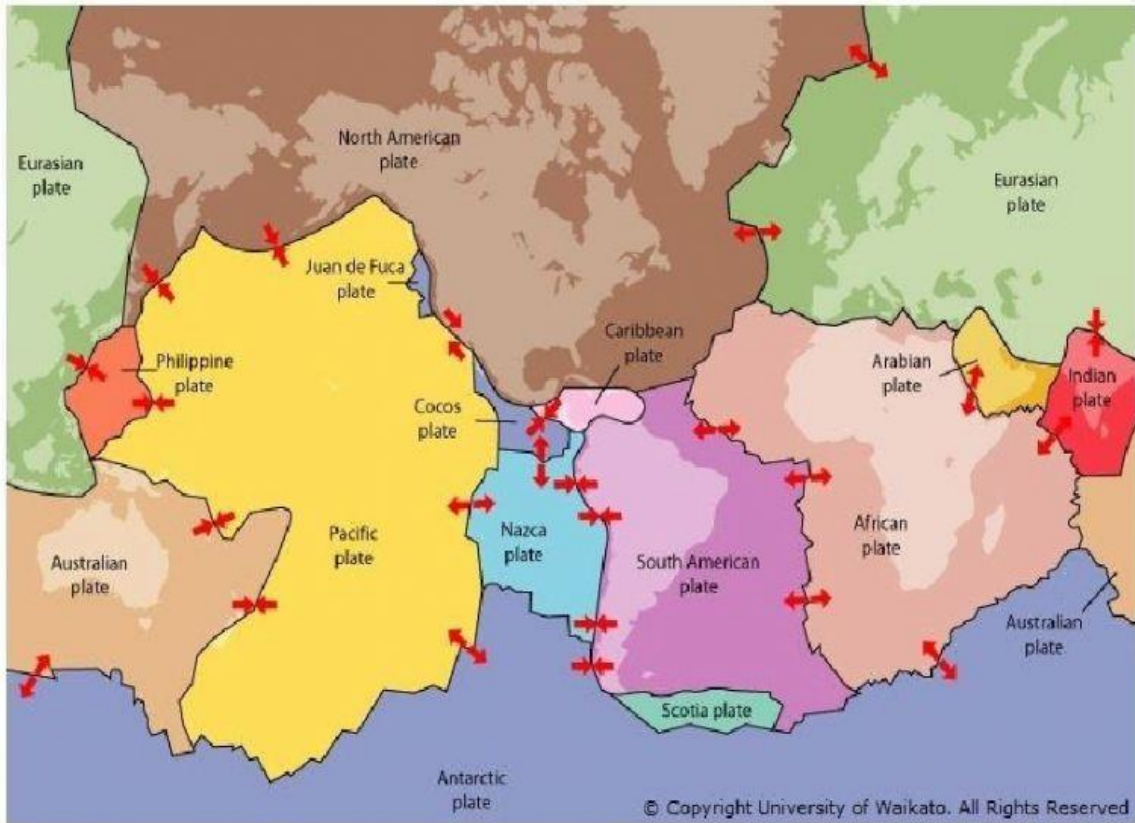 North American
plate
Eurasian
plate
Eurasian
plate
Juan de Fuca
plate
Caribbean
plate
Philippine
plate
Arabian
plate
Indian
plate
Cocos
plate
Australian
plate
Pacific
plate
Nazca
plate
South American
plate
African
plate
Australian
plate
Scotia plate
Antarctic
plate
© Copyright University of Waikato. All Rights Reserved